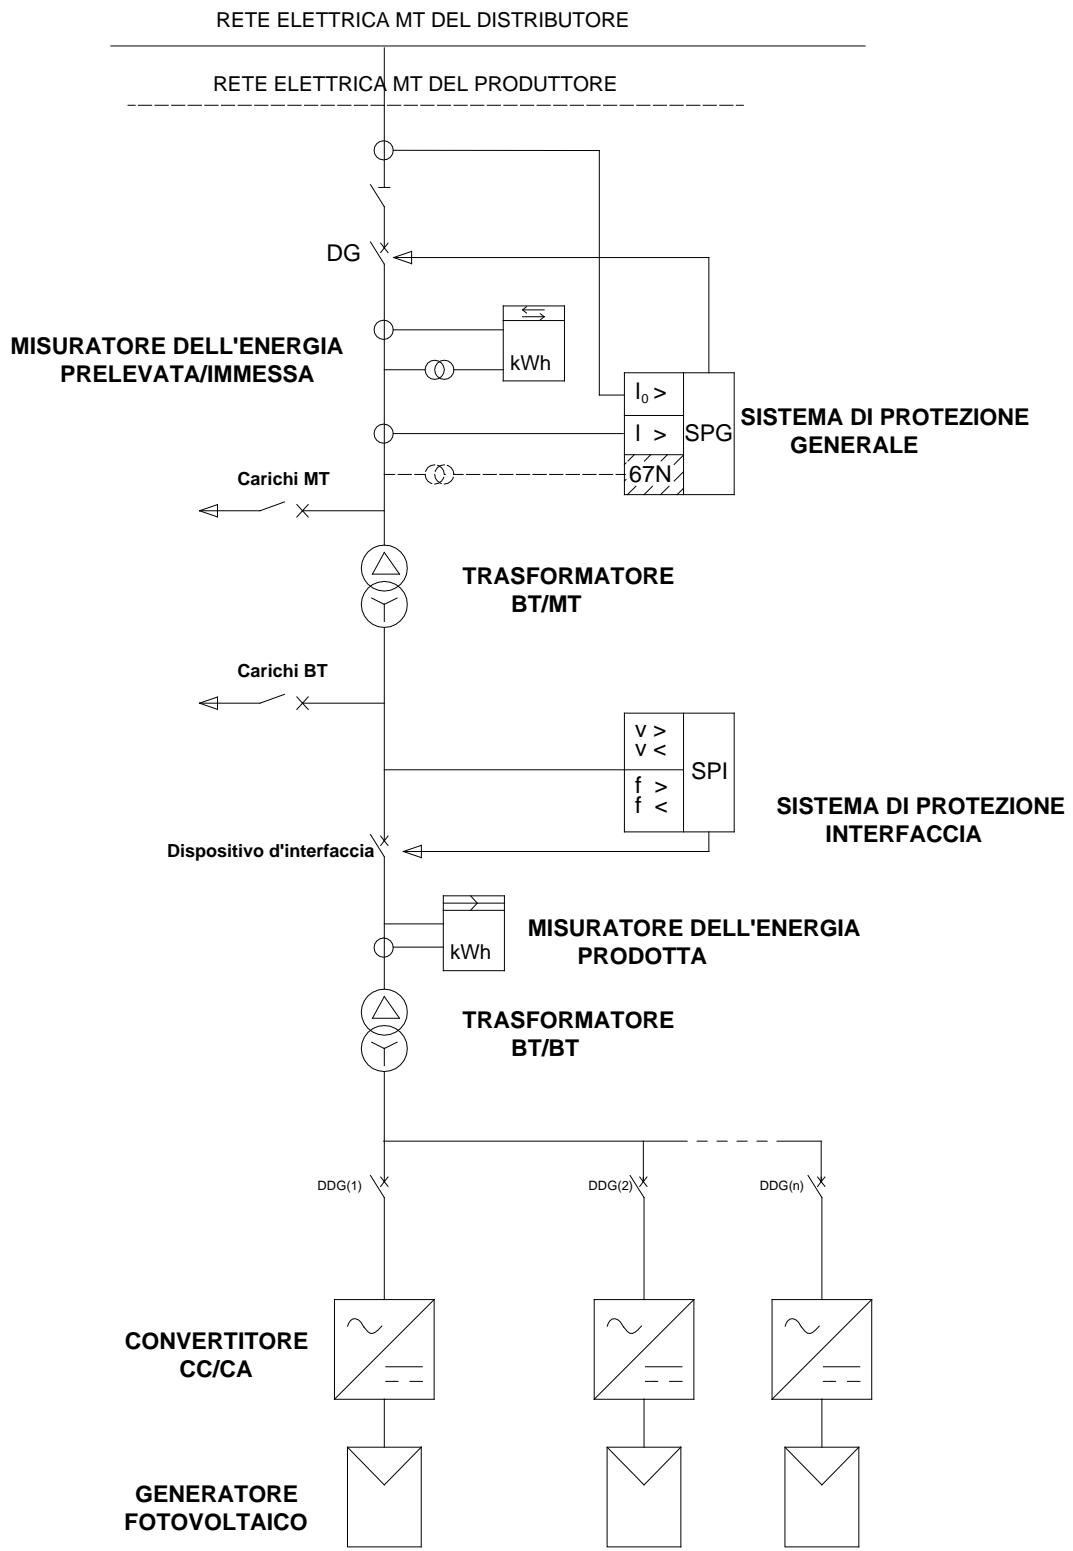 RETE ELETTRICA MT DEL DISTRIBUTORE
RETE ELETTRICA MT DEL PRODUTTORE
DG
MISURATORE DELL'ENERGIA
PRELEVATA/IMMESSA
kWh
I₀ >
I >
67N
SPG
SISTEMA DI PROTEZIONE
GENERALE
Carichi MT
TRASFORMATORE
BT/MT
Carichi BT
v >
v <
f >
f <
SPI
SISTEMA DI PROTEZIONE
INTERFACCIA
Dispositivo d'interfaccia
kWh
MISURATORE DELL'ENERGIA
PRODOTTA
TRASFORMATORE
BT/BT
DDG(1)
DDG(2)
DDG(n)
CONVERTITORE
CC/CA
GENERATORE
FOTOVOLTAICO